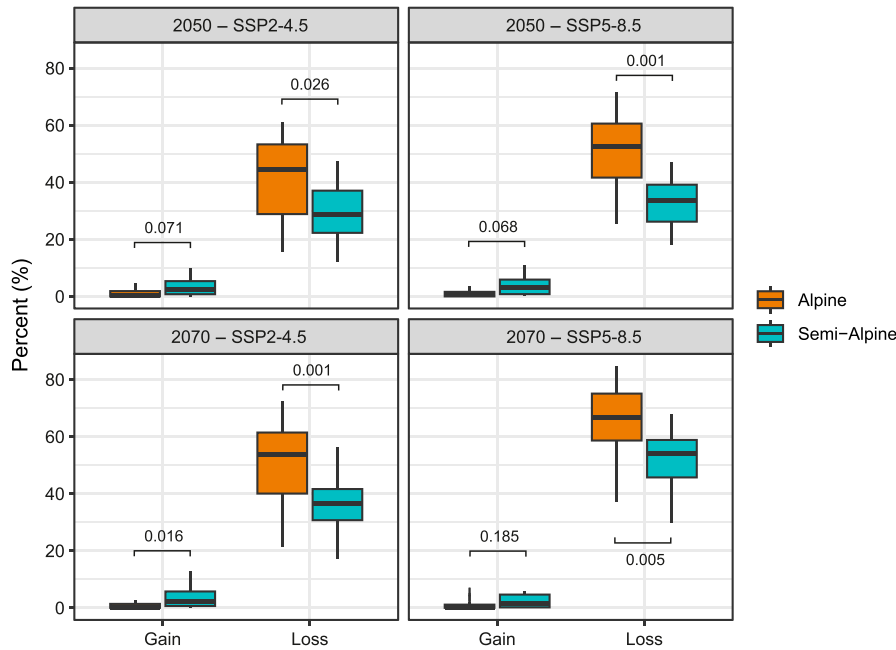 2050 − SSP2-4.5
2050 − SSP5-8.5
0.026
0.001
0.071
0.068
80
60
40
20
0
Percent (%)
Alpine
Semi−Alpine
2070 − SSP2-4.5
2070 − SSP5-8.5
0.001
0.016
0.185
0.005
80
60
40
20
0
Gain
Loss
Gain
Loss